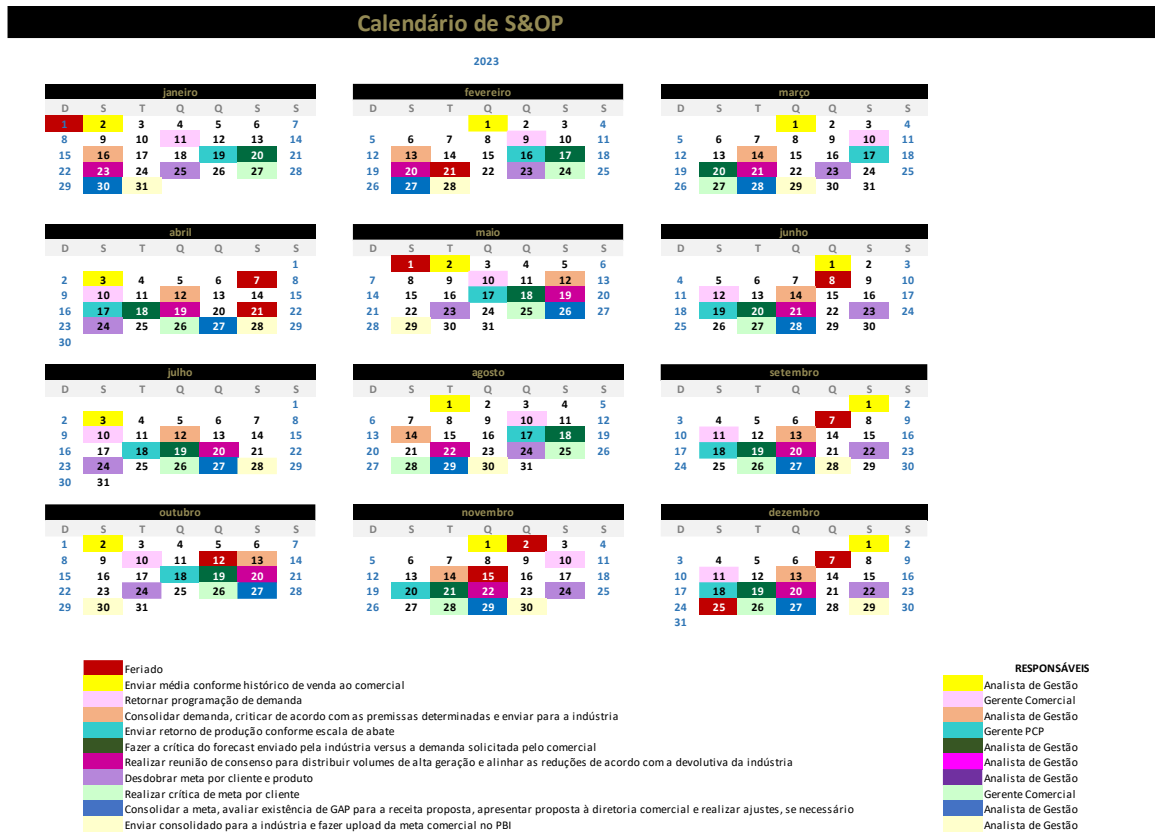 Calendário de S&OP
2023
janeiro fevereiro março
D S T Q Q S S D S T Q Q S S D S T Q Q S S
1 2 3 4 5 6 7 1 2 3 4 1 2 3 4
8 9 10 11 12 13 14 5 6 7 8 9 10 11 5 6 7 8 9 10 11
15 16 17 18 19 20 21 12 13 14 15 16 17 18 12 13 14 15 16 17 18
22 23 24 25 26 27 28 19 20 21 22 23 24 25 19 20 21 22 23 24 25
29 30 31 26 27 28 26 27 28 29 30 31
abril maio junho
D S T Q Q S S D S T Q Q S S D S T Q Q S S
1 1 2 3 4 5 6 1 2 3
2 3 4 5 6 7 8 7 8 9 10 11 12 13 4 5 6 7 8 9 10
9 10 11 12 13 14 15 14 15 16 17 18 19 20 11 12 13 14 15 16 17
16 17 18 19 20 21 22 21 22 23 24 25 26 27 18 19 20 21 22 23 24
23 24 25 26 27 28 29 28 29 30 31 25 26 27 28 29 30
30
julho agosto setembro
D S T Q Q S S D S T Q Q S S D S T Q Q S S
1 1 2 3 4 5 1 2
2 3 4 5 6 7 8 6 7 8 9 10 11 12 3 4 5 6 7 8 9
9 10 11 12 13 14 15 13 14 15 16 17 18 19 10 11 12 13 14 15 16
16 17 18 19 20 21 22 20 21 22 23 24 25 26 17 18 19 20 21 22 23
23 24 25 26 27 28 29 27 28 29 30 31 24 25 26 27 28 29 30
30 31
outubro novembro dezembro
D S T Q Q S S D S T Q Q S S D S T Q Q S S
1 2 3 4 5 6 7 1 2 3 4 1 2
8 9 10 11 12 13 14 5 6 7 8 9 10 11 3 4 5 6 7 8 9
15 16 17 18 19 20 21 12 13 14 15 16 17 18 10 11 12 13 14 15 16
22 23 24 25 26 27 28 19 20 21 22 23 24 25 17 18 19 20 21 22 23
29 30 31 26 27 28 29 30 24 25 26 27 28 29 30
31
Feriado RESPONSÁVEIS
Enviar média conforme histórico de venda ao comercial Analista de Gestão
Retornar programação de demanda Gerente Comercial
Consolidar demanda, criticar de acordo com as premissas determinadas e enviar para a indústria Analista de Gestão
Enviar retorno de produção conforme escala de abate Gerente PCP
Fazer a crítica do forecast enviado pela indústria versus a demanda solicitada pelo comercial Analista de Gestão
Realizar reunião de consenso para distribuir volumes de alta geração e alinhar as reduções de acordo com a devolutiva da indústria Analista de Gestão
Desdobrar meta por cliente e produto Analista de Gestão
Realizar crítica de meta por cliente Gerente Comercial
Consolidar a meta, avaliar existência de GAP para a receita proposta, apresentar proposta à diretoria comercial e realizar ajustes, se necessário Analista de Gestão
Enviar consolidado para a indústria e fazer upload da meta comercial no PBI Analista de Gestão